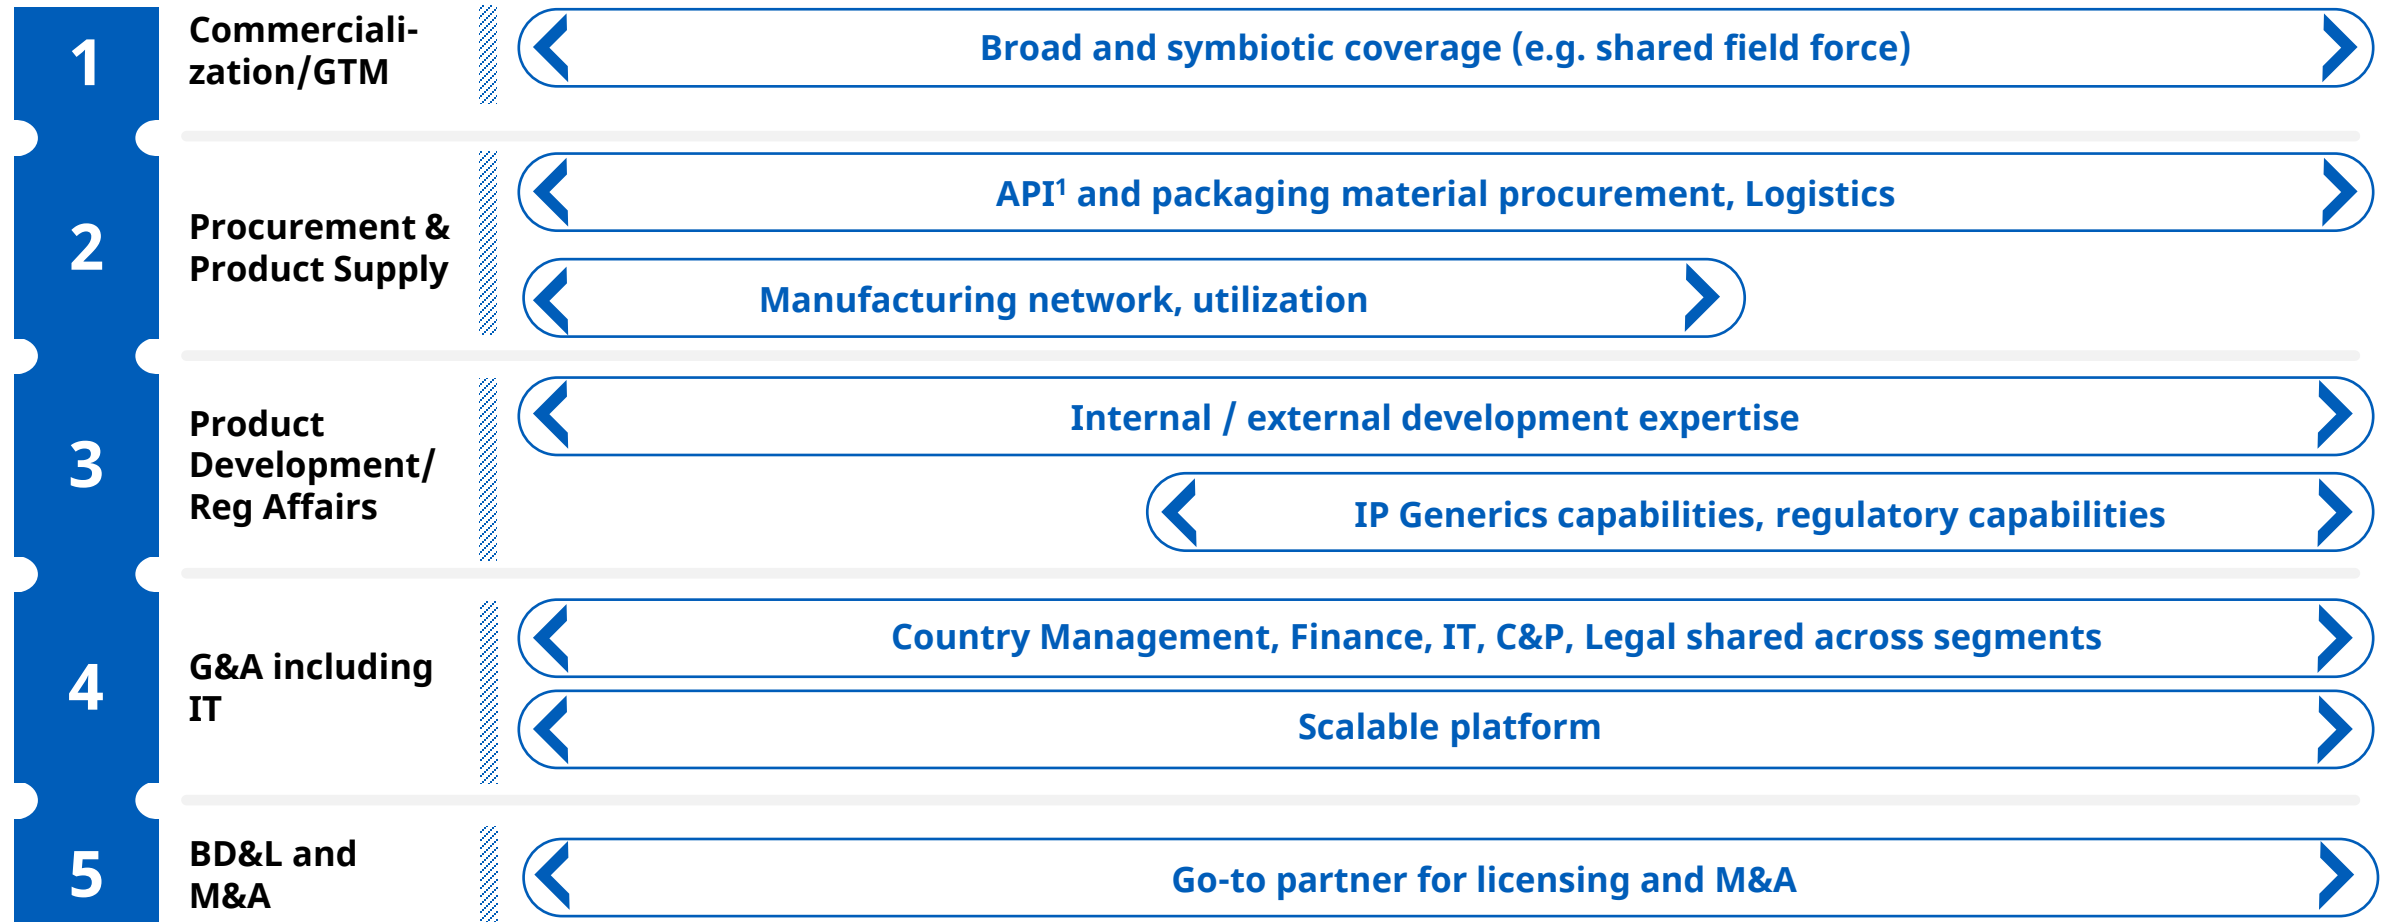 1
Commerciali-
zation/GTM
Broad and symbiotic coverage (e.g. shared field force)
2
Procurement &
Product Supply
API¹ and packaging material procurement, Logistics
Manufacturing network, utilization
3
Product
Development/
Reg Affairs
Internal / external development expertise
IP Generics capabilities, regulatory capabilities
4
G&A including
IT
Country Management, Finance, IT, C&P, Legal shared across segments
Scalable platform
5
BD&L and
M&A
Go-to partner for licensing and M&A